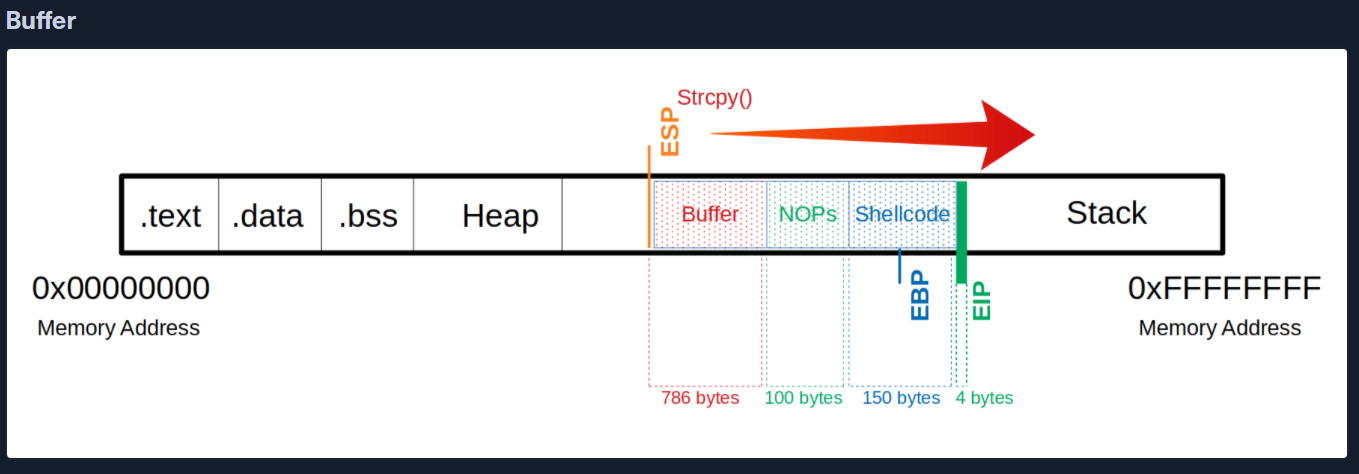 Buffer
Strcpy()
ESP
.text .data .bss Heap Buffer NOPs Shellcode Stack
EBP EIP
0x00000000 0xFFFFFFFF
Memory Address Memory Address
786 bytes 100 bytes 150 bytes 4 bytes